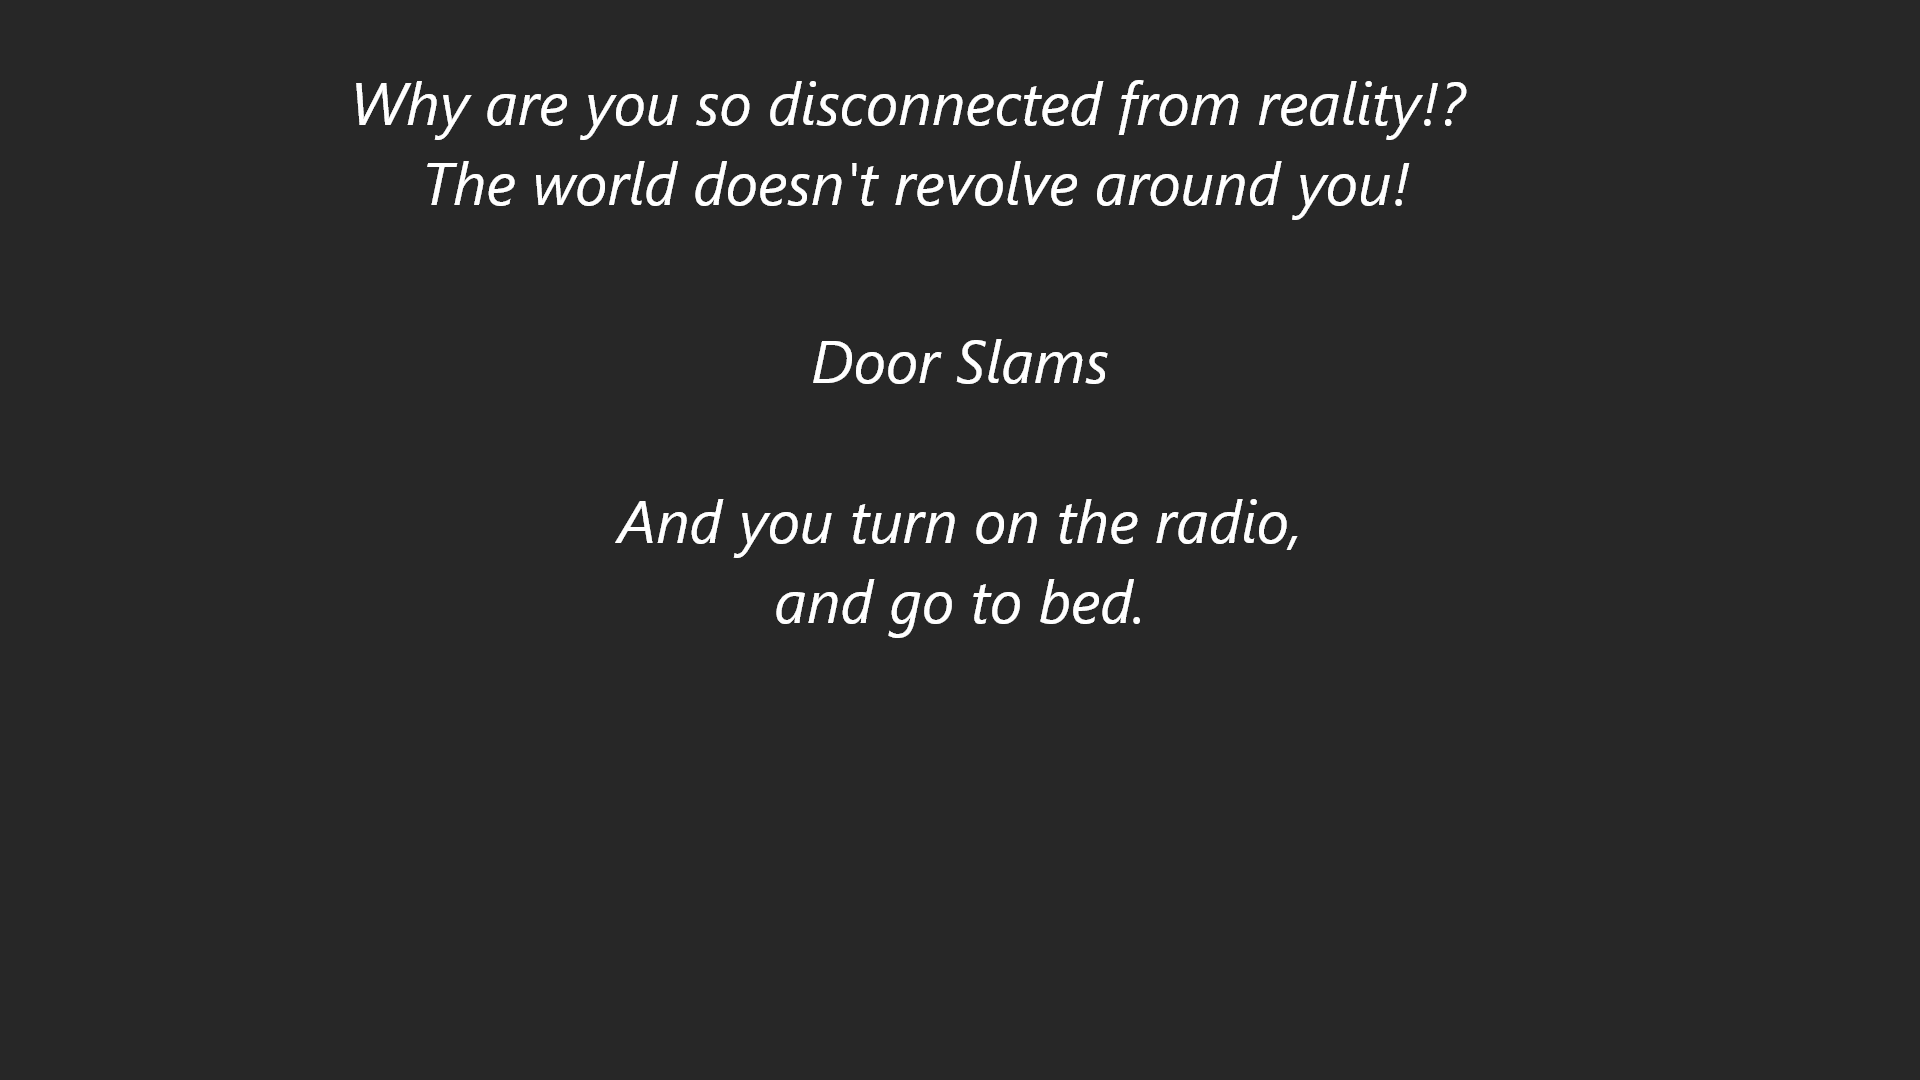 Why are you so disconnected from reality!?
The world doesn't revolve around you!
Door Slams
And you turn on the radio,
and go to bed.